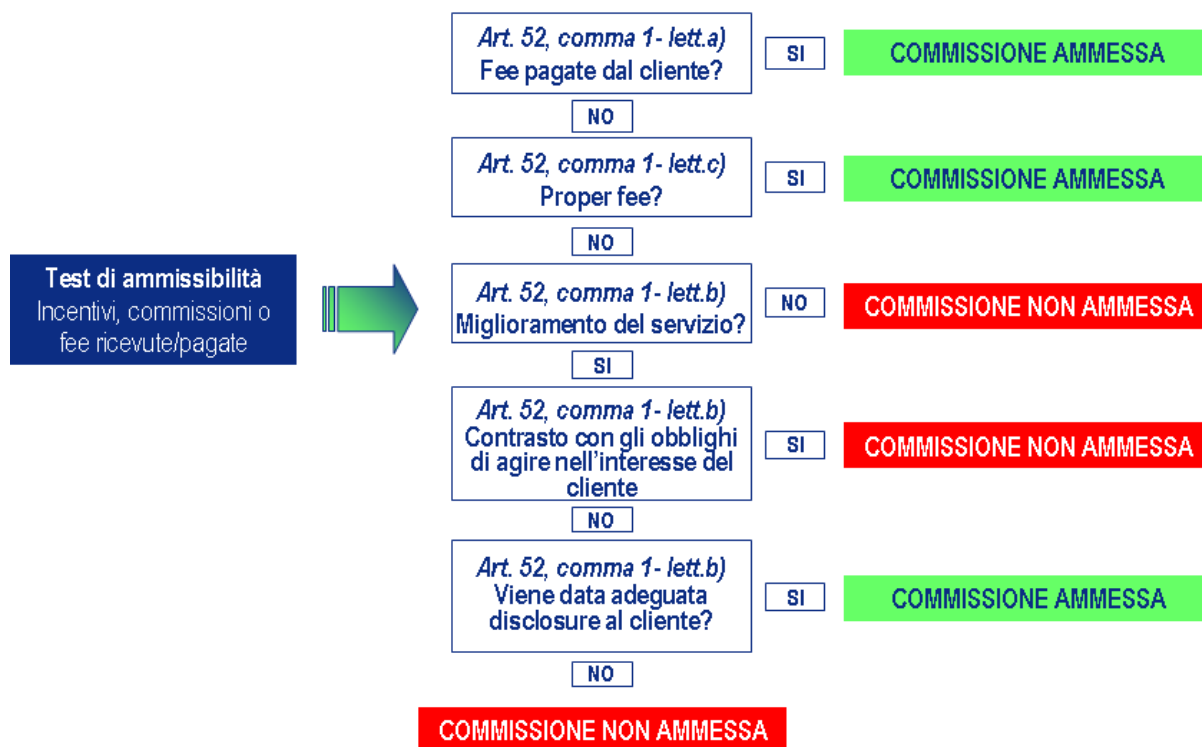 Art. 52, comma 1- lett.a)
Fee pagate dal cliente?
SI
COMMISSIONE AMMESSA
NO
Art. 52, comma 1- lett.c)
Proper fee?
SI
COMMISSIONE AMMESSA
NO
Test di ammissibilità
Incentivi, commissioni o
fee ricevute/pagate
Art. 52, comma 1- lett.b)
Miglioramento del servizio?
NO
COMMISSIONE NON AMMESSA
SI
Art. 52, comma 1- lett.b)
Contrasto con gli obblighi
di agire nell'interesse del
cliente
SI
COMMISSIONE NON AMMESSA
NO
Art. 52, comma 1- lett.b)
Viene data adeguata
disclosure al cliente?
SI
COMMISSIONE AMMESSA
NO
COMMISSIONE NON AMMESSA